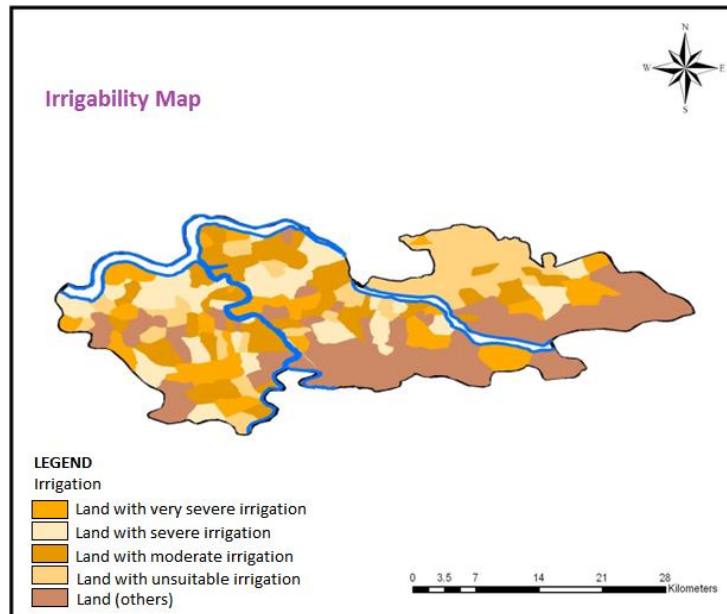 N
W E
S
Irrigability Map
LEGEND
Irrigation
Land with very severe irrigation
Land with severe irrigation
Land with moderate irrigation
Land with unsuitable irrigation
Land (others)
0 3.5 7 14 21 28
Kilometers